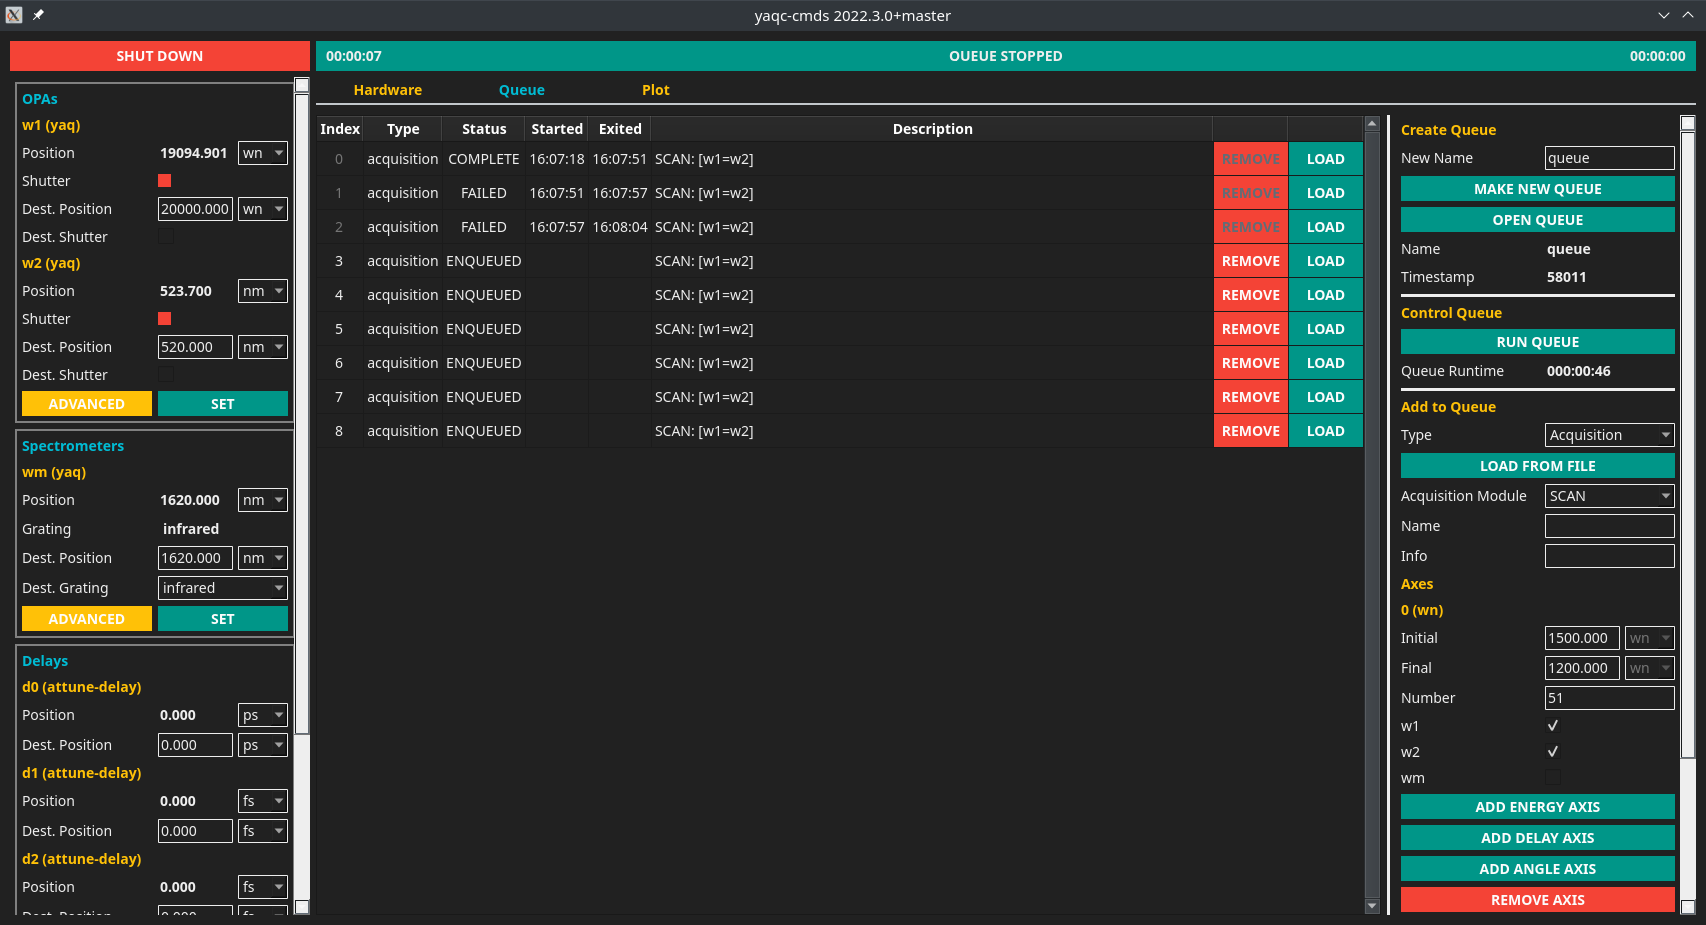 yaqc-cmds 2022.3.0+master
SHUT DOWN
00:00:07 QUEUE STOPPED 00:00:00
OPAs
w1 (yaq)
Position 19094.901 wn
Shutter
Dest. Position 20000.000 wn
Dest. Shutter
w2 (yaq)
Position 523.700 nm
Shutter
Dest. Position 520.000 nm
Dest. Shutter
ADVANCED SET
Spectrometers
wm (yaq)
Position 1620.000 nm
Grating infrared
Dest. Position 1620.000 nm
Dest. Grating infrared
ADVANCED SET
Delays
d0 (attune-delay)
Position 0.000 ps
Dest. Position 0.000 ps
d1 (attune-delay)
Position 0.000 fs
Dest. Position 0.000 fs
d2 (attune-delay)
Position 0.000 fs
Dest. Position 0.000 fs
Hardware Queue Plot
Index Type Status Started Exited Description
0 acquisition COMPLETE 16:07:18 16:07:51 SCAN: [w1=w2] REMOVE LOAD
1 acquisition FAILED 16:07:51 16:07:57 SCAN: [w1=w2] REMOVE LOAD
2 acquisition FAILED 16:07:57 16:08:04 SCAN: [w1=w2] REMOVE LOAD
3 acquisition ENQUEUED SCAN: [w1=w2] REMOVE LOAD
4 acquisition ENQUEUED SCAN: [w1=w2] REMOVE LOAD
5 acquisition ENQUEUED SCAN: [w1=w2] REMOVE LOAD
6 acquisition ENQUEUED SCAN: [w1=w2] REMOVE LOAD
7 acquisition ENQUEUED SCAN: [w1=w2] REMOVE LOAD
8 acquisition ENQUEUED SCAN: [w1=w2] REMOVE LOAD
Create Queue
New Name queue
MAKE NEW QUEUE
OPEN QUEUE
Name queue
Timestamp 58011
Control Queue
RUN QUEUE
Queue Runtime 000:00:46
Add to Queue
Type Acquisition
LOAD FROM FILE
Acquisition Module SCAN
Name
Info
Axes
0 (wn)
Initial 1500.000 wn
Final 1200.000 wn
Number 51
w1
w2
wm
ADD ENERGY AXIS
ADD DELAY AXIS
ADD ANGLE AXIS
REMOVE AXIS